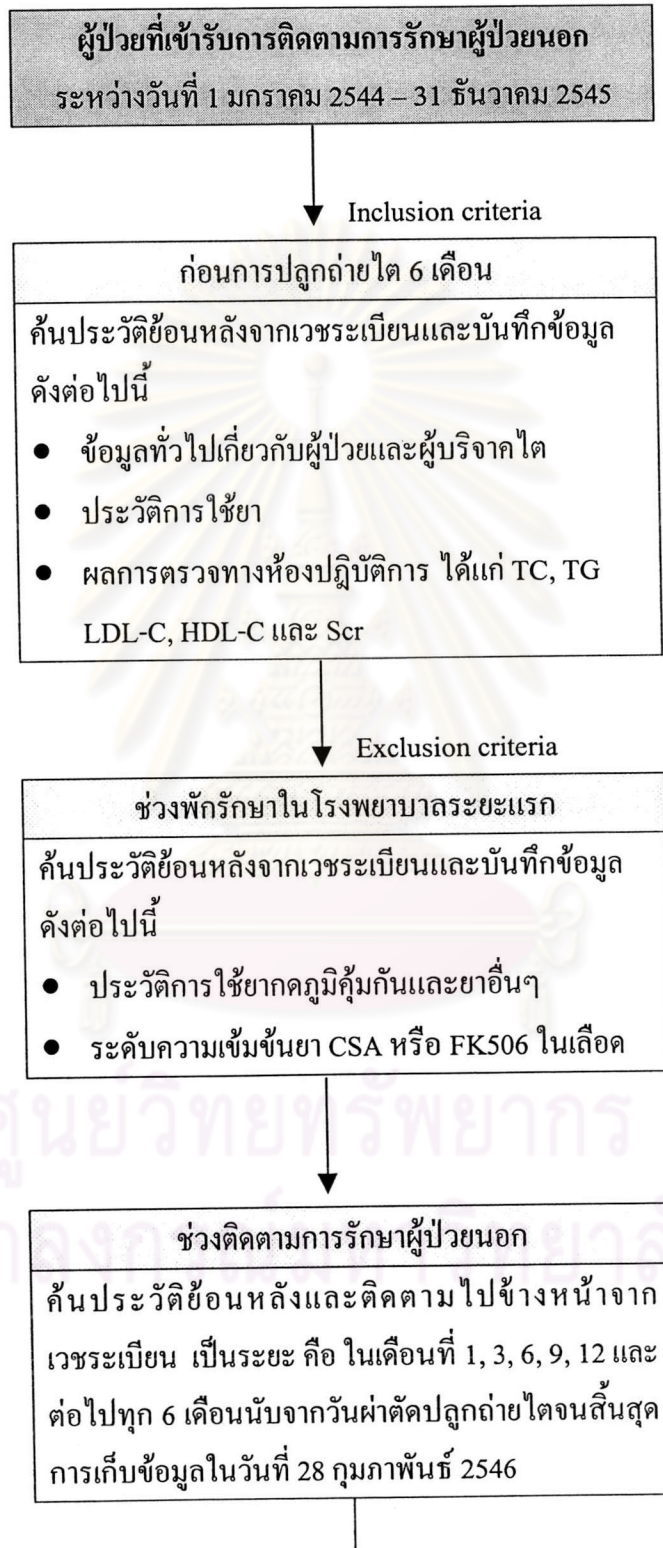 ผู้ป่วยที่เข้ารับการติดตามการรักษาผู้ป่วยนอก
ระหว่างวันที่ 1 มกราคม 2544 – 31 ธันวาคม 2545
Inclusion criteria
ก่อนการปลูกถ่ายไต 6 เดือน
ค้นประวัติย้อนหลังจากเวชระเบียนและบันทึกข้อมูล
ดังต่อไปนี้
● ข้อมูลทั่วไปเกี่ยวกับผู้ป่วยและผู้บริจาคไต
● ประวัติการใช้ยา
● ผลการตรวจทางห้องปฎิบัติการ ได้แก่ TC, TG
LDL-C, HDL-C และ Scr
Exclusion criteria
ช่วงพักรักษาในโรงพยาบาลระยะแรก
ค้นประวัติย้อนหลังจากเวชระเบียนและบันทึกข้อมูล
ดังต่อไปนี้
● ประวัติการใช้ยากดภูมิคุ้มกันและยาอื่นๆ
● ระดับความเข้มข้นยา CSA หรือ FK506 ในเลือด
ศูนย์วิทยทรัพยากร
ช่วงติดตามการรักษาผู้ป่วยนอก
ค้นประวัติย้อนหลังและติดตามไปข้างหน้าจาก
เวชระเบียน เป็นระยะ คือ ในเดือนที่ 1, 3, 6, 9, 12 และ
ต่อไปทุก 6 เดือนนับจากวันผ่าตัดปลูกถ่ายไตจนสิ้นสุด
การเก็บข้อมูลในวันที่ 28 กุมภาพันธ์ 2546